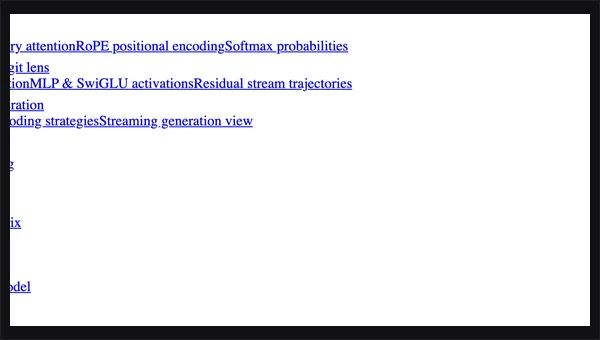 ry attentionRoPE positional encodingSoftmax probabilities
git lens
tionMLP & SwiGLU activationsResidual stream trajectories
ration
oding strategiesStreaming generation view
g
ix
odel